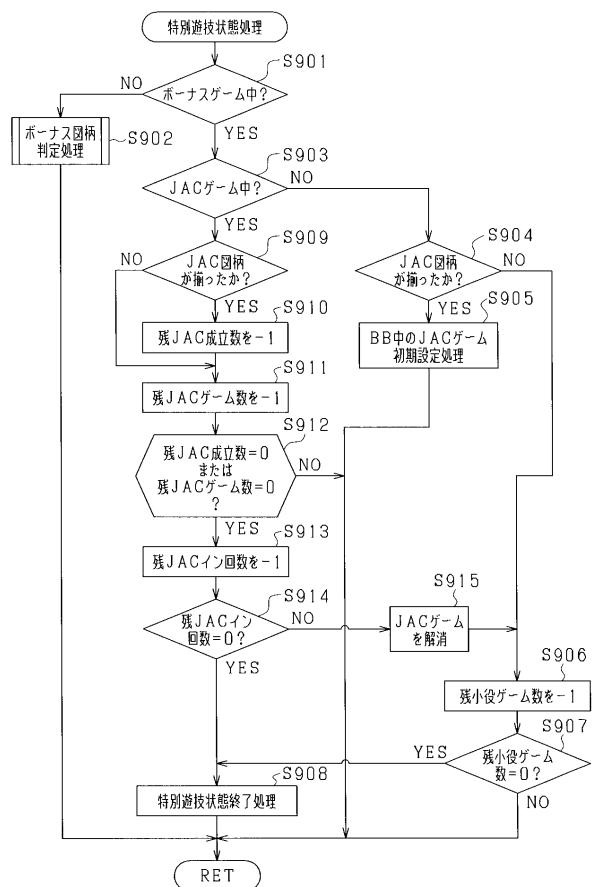 特別遊技状態処理
S901
ボーナスゲーム中?
NO
YES
S902
ボーナス図柄
判定処理
S903
JACゲーム中?
NO
YES
S909
JAC図柄
が揃ったか?
NO
YES
S904
JAC図柄
が揃ったか?
NO
YES
S910
残JAC成立数を-1
S905
BB中のJACゲーム
初期設定処理
S911
残JACゲーム数を-1
S912
残JAC成立数=0
または
残JACゲーム数=0
?
NO
YES
S913
残JACイン回数を-1
S914
残JACイン
回数=0?
NO
YES
S915
JACゲーム
を解消
S906
残小役ゲーム数を-1
S907
残小役ゲーム
数=0?
YES
NO
S908
特別遊技状態終了処理
RET